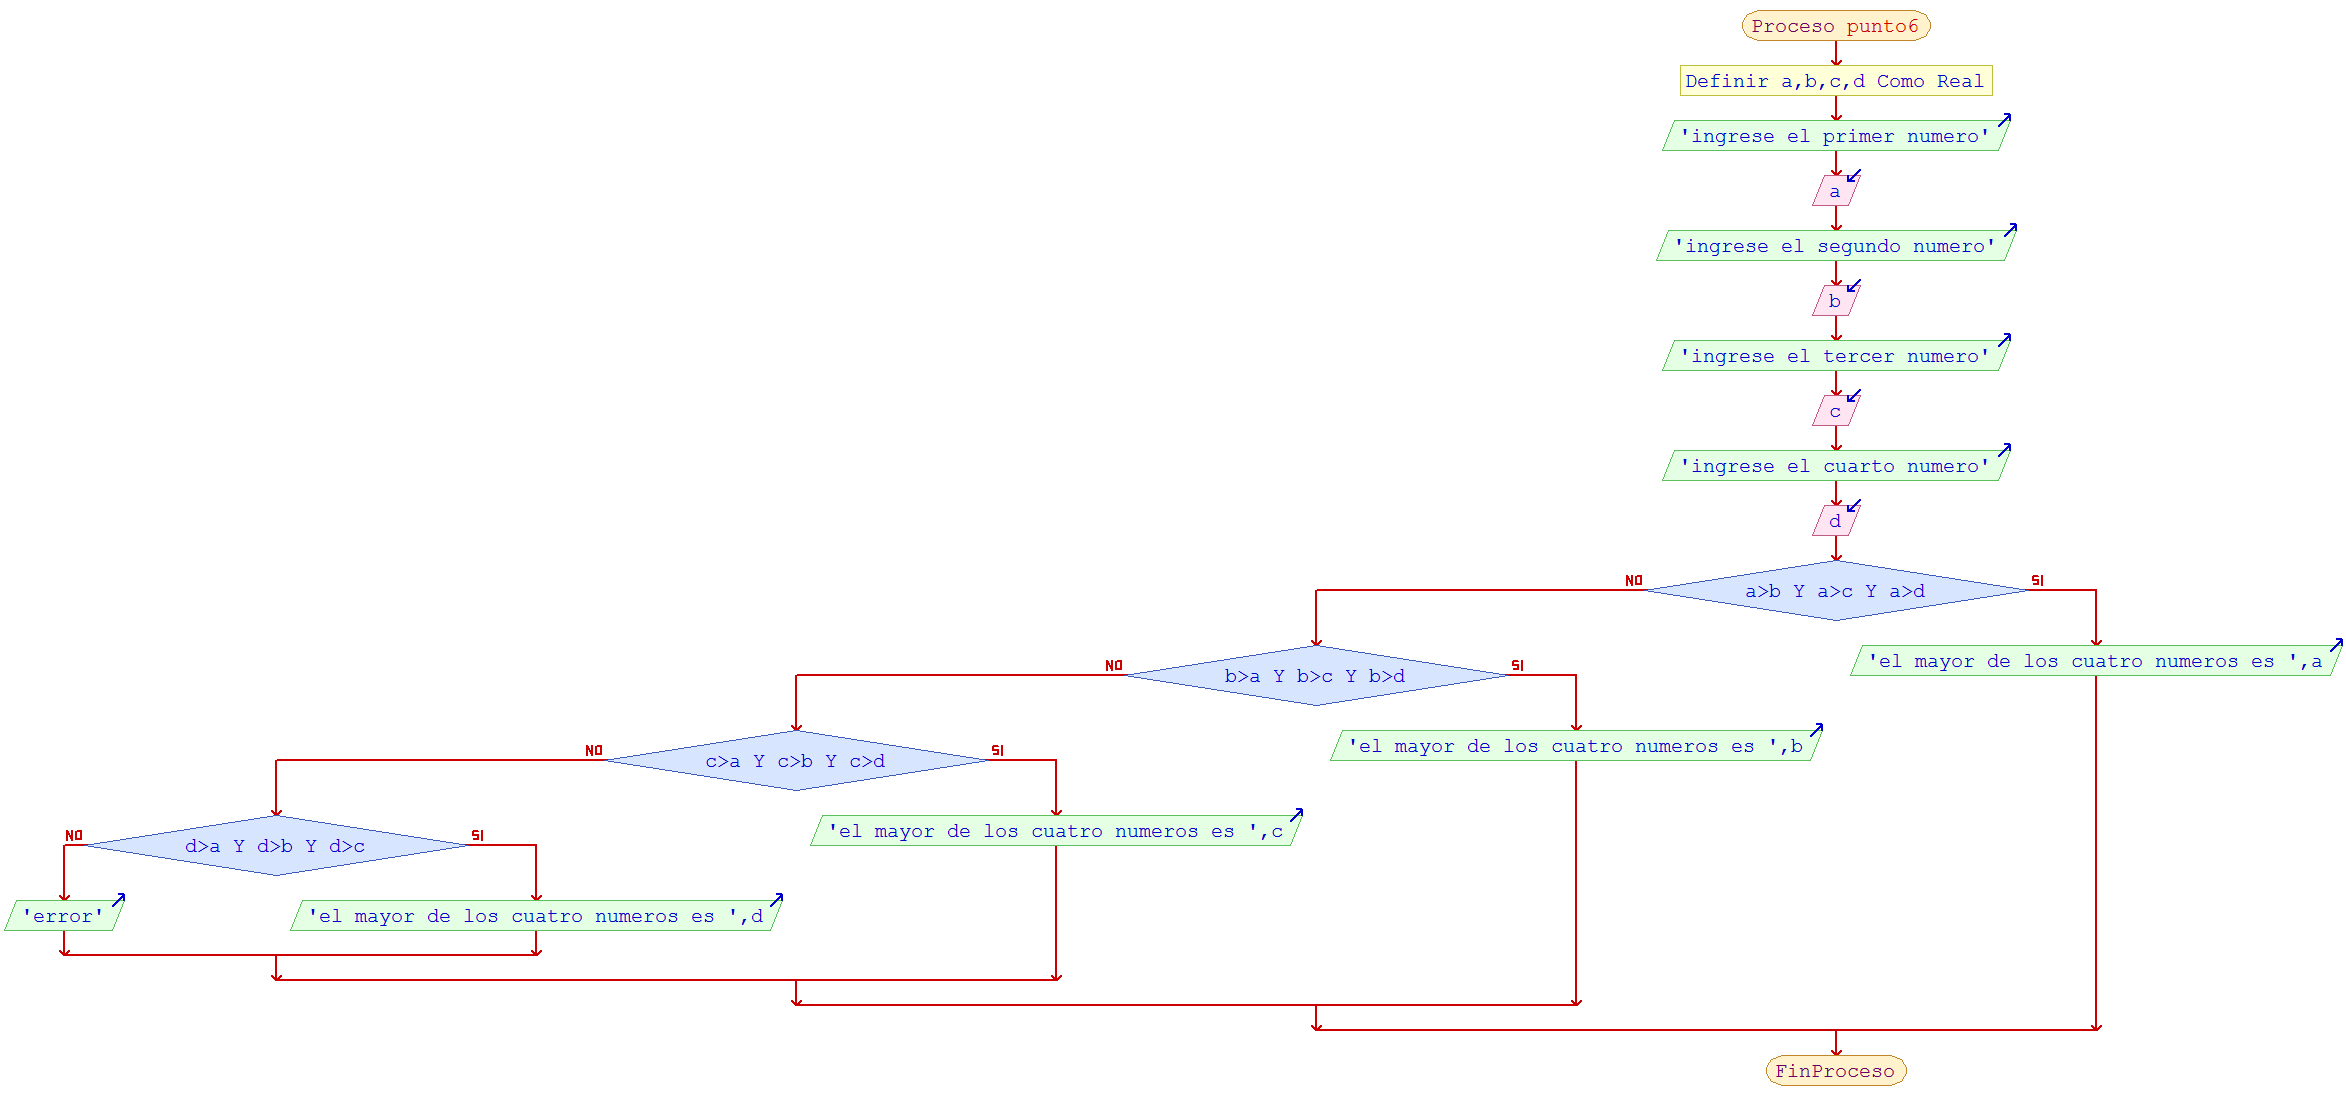 Proceso punto6
Definir a,b,c,d Como Real
'ingrese el primer numero'
a
'ingrese el segundo numero'
b
'ingrese el tercer numero'
c
'ingrese el cuarto numero'
d
NO
a>b Y a>c Y a>d
SI
NO
b>a Y b>c Y b>d
SI
'el mayor de los cuatro numeros es ',a
NO
c>a Y c>b Y c>d
SI
'el mayor de los cuatro numeros es ',b
NO
d>a Y d>b Y d>c
SI
'el mayor de los cuatro numeros es ',c
'error'
'el mayor de los cuatro numeros es ',d
FinProceso